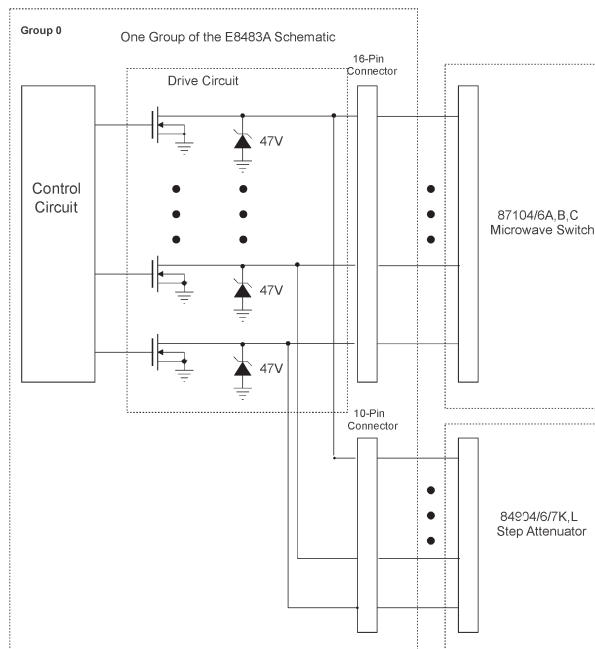 Group 0
One Group of the E8483A Schematic
16-Pin
Connector
Drive Circuit
47V
Control
Circuit
87104/6A,B,C
Microwave Switch
47V
47V
10-Pin
Connector
84904/6/7K,L
Step Attenuator